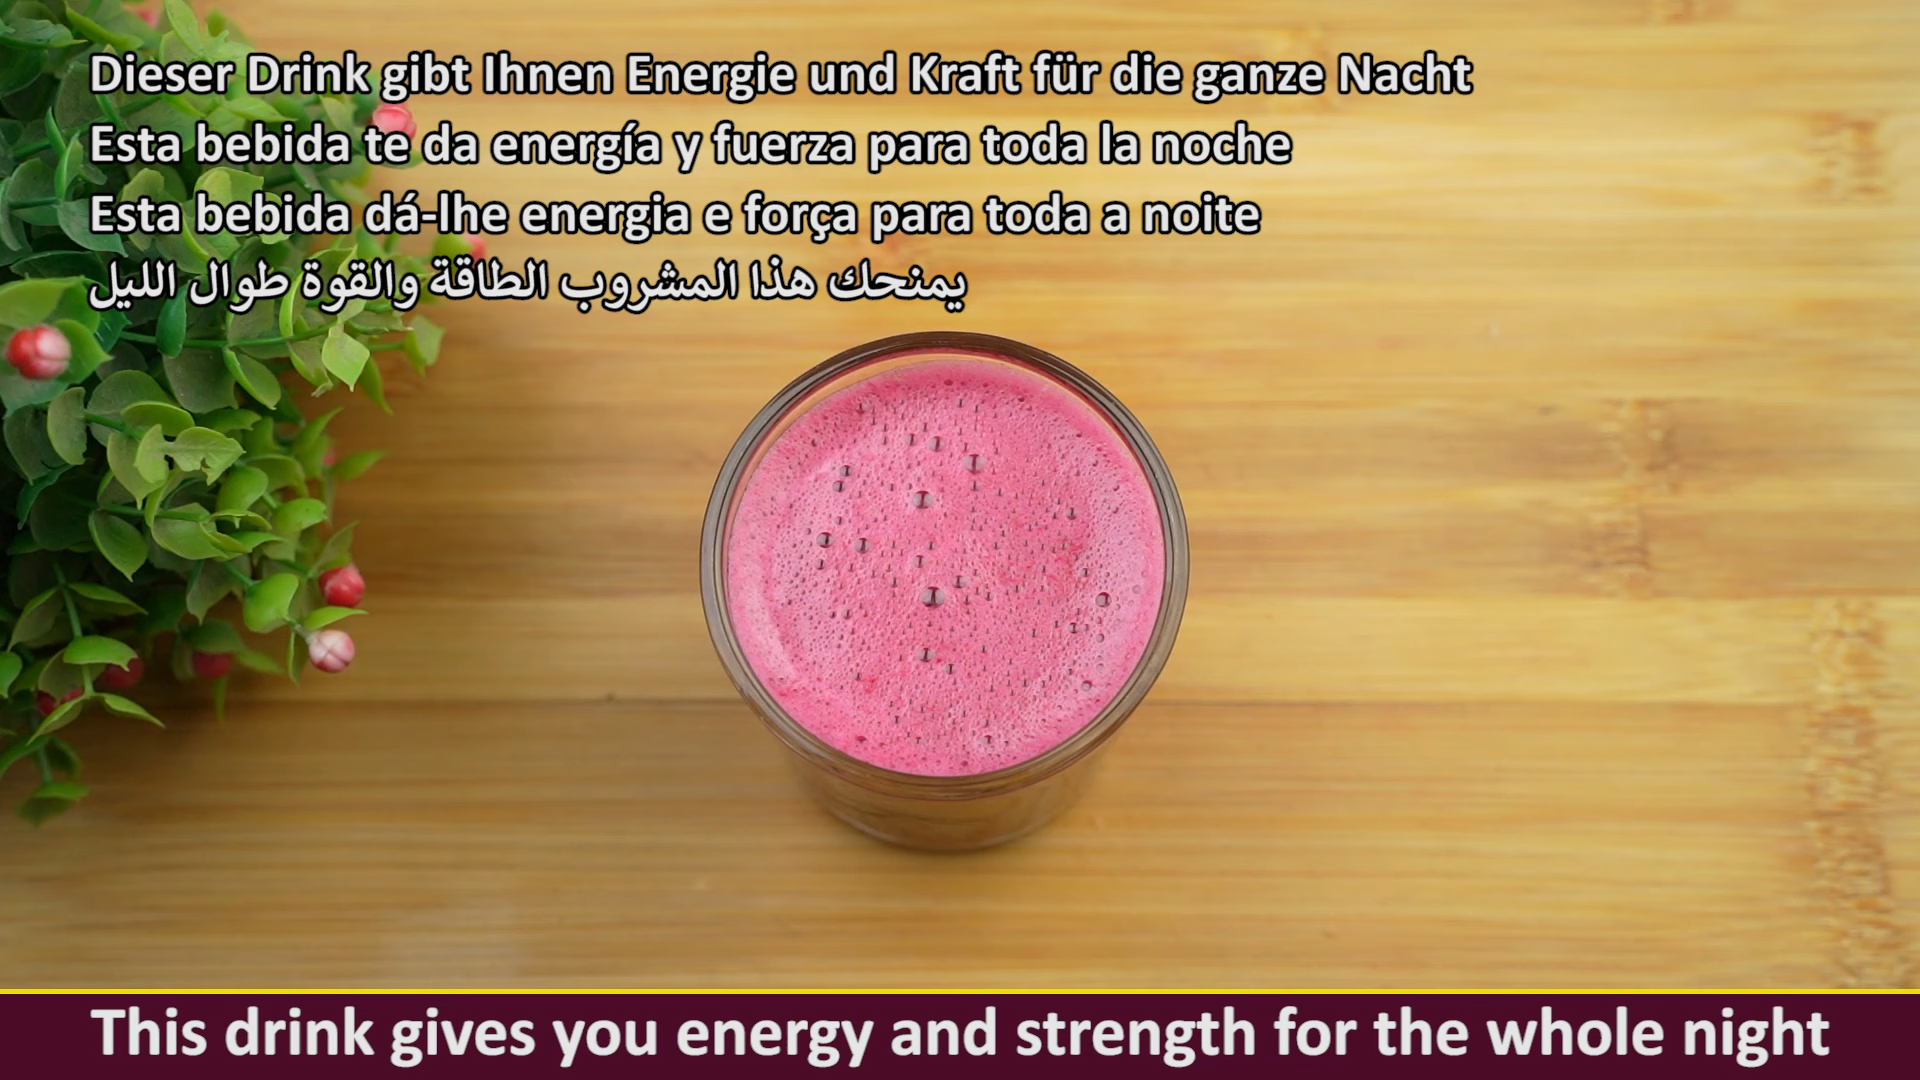 Dieser Drink gibt Ihnen Energie und Kraft für die ganze Nacht
Esta bebida te da energía y fuerza para toda la noche
Esta bebida dá-lhe energia e força para toda a noite
يمنحك هذا المشروب الطاقة والقوة طوال الليل
This drink gives you energy and strength for the whole night